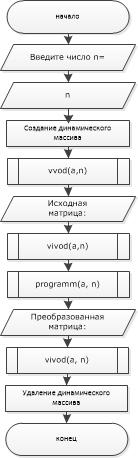 начало
Введите число n=
n
Создание динамического
массива
vvod(a,n)
Исходная
матрица:
vivod(a,n)
programm(a, n)
Преобразованная
матрица:
vivod(a, n)
Удаление динамического
массива
конец